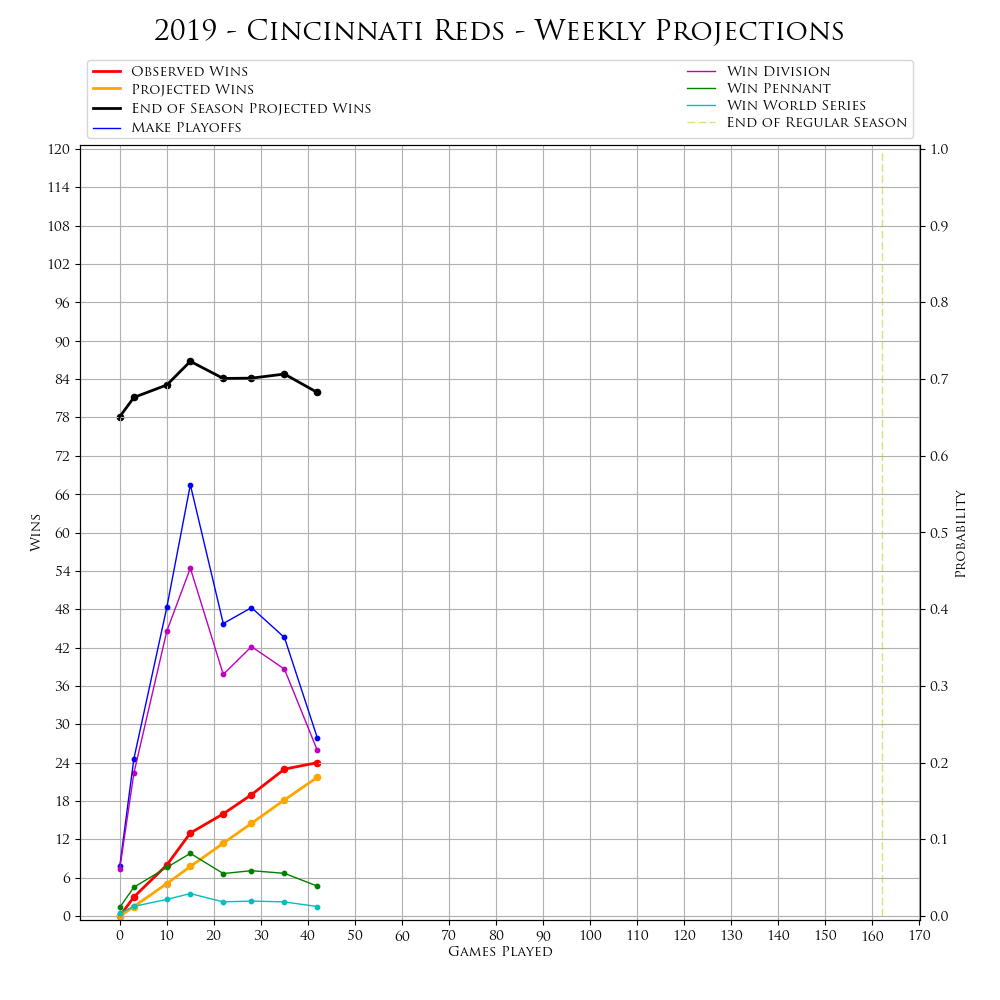 2019 - Cincinnati Reds - Weekly Projections
Observed Wins
Projected Wins
End of Season Projected Wins
Make Playoffs
Win Division
Win Pennant
Win World Series
End of Regular Season
120
114
108
102
96
90
84
78
72
66
60
54
48
42
36
30
24
18
12
6
0
Wins
1.0
0.9
0.8
0.7
0.6
0.5
0.4
0.3
0.2
0.1
0.0
Probability
0 10 20 30 40 50 60 70 80 90 100 110 120 130 140 150 160 170
Games Played